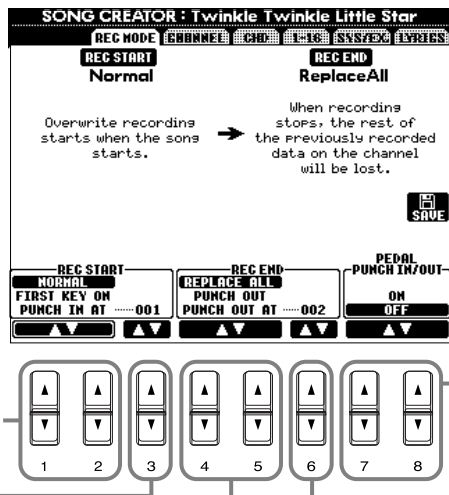 SONG CREATOR : Twinkle Twinkle Little Star
REC MODE CHANNEL CHD 1-16 SYS/EX. LYRICS
REC START
Normal
Overwrite recording
starts when the song
starts.
REC END
ReplaceAll
When recording
stops, the rest of
the previously recorded
data on the channel
will be lost.
SAVE
REC START
NORMAL
FIRST KEY ON
PUNCH IN AT ······001
REC END
REPLACE ALL
PUNCH OUT
PUNCH OUT AT ······002
PEDAL
PUNCH IN/OUT
ON
OFF
1 2 3 4 5 6 7 8